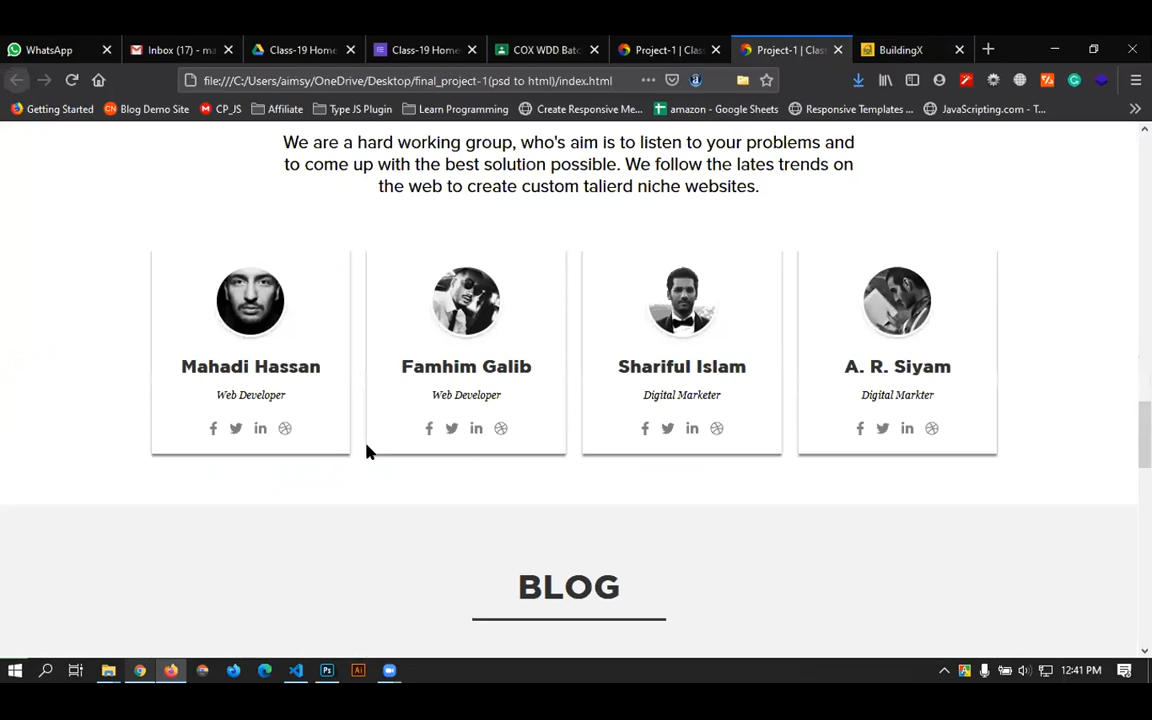 WhatsApp
Inbox (17) - ma
Class-19 Home
Class-19 Home
COX WDD Batc
Project-1 | Clas
Project-1 | Clas
BuildingX
file:///C:/Users/aimsy/OneDrive/Desktop/final_project-1(psd to html)/index.html
Getting Started
Blog Demo Site
CP_JS
Affiliate
Type JS Plugin
Learn Programming
Create Responsive Me...
amazon - Google Sheets
Responsive Templates ...
JavaScripting.com - T...
We are a hard working group, who's aim is to listen to your problems and
to come up with the best solution possible. We follow the lates trends on
the web to create custom talierd niche websites.
Mahadi Hassan
Web Developer
Famhim Galib
Web Developer
Shariful Islam
Digital Marketer
A. R. Siyam
Digital Markter
BLOG
12:41 PM